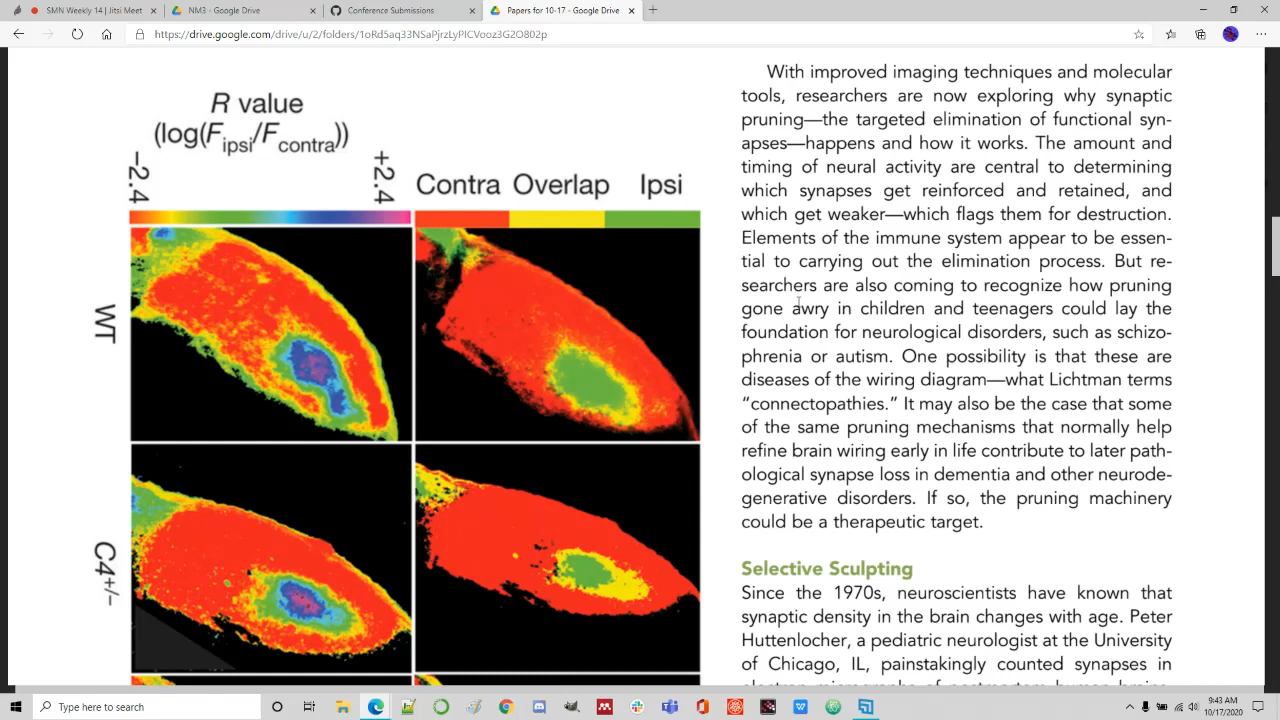 SMN Weekly 14 | Jitsi Meet
NM3 - Google Drive
Conference Submissions
Papers for 10-17 - Google Drive
https://drive.google.com/drive/u/2/folders/1oRd5aq33NSaPjrzLyPICVooz3G2O802p
R value
(log(Fipsi/Fcontra))
−2.4
+2.4
Contra Overlap Ipsi
WT
C4+/−
With improved imaging techniques and molecular
tools, researchers are now exploring why synaptic
pruning—the targeted elimination of functional syn-
apses—happens and how it works. The amount and
timing of neural activity are central to determining
which synapses get reinforced and retained, and
which get weaker—which flags them for destruction.
Elements of the immune system appear to be essen-
tial to carrying out the elimination process. But re-
searchers are also coming to recognize how pruning
gone awry in children and teenagers could lay the
foundation for neurological disorders, such as schizo-
phrenia or autism. One possibility is that these are
diseases of the wiring diagram—what Lichtman terms
“connectopathies.” It may also be the case that some
of the same pruning mechanisms that normally help
refine brain wiring early in life contribute to later path-
ological synapse loss in dementia and other neurode-
generative disorders. If so, the pruning machinery
could be a therapeutic target.
Selective Sculpting
Since the 1970s, neuroscientists have known that
synaptic density in the brain changes with age. Peter
Huttenlocher, a pediatric neurologist at the University
of Chicago, IL, painstakingly counted synapses in
Type here to search
9:43 AM
10/17/2020